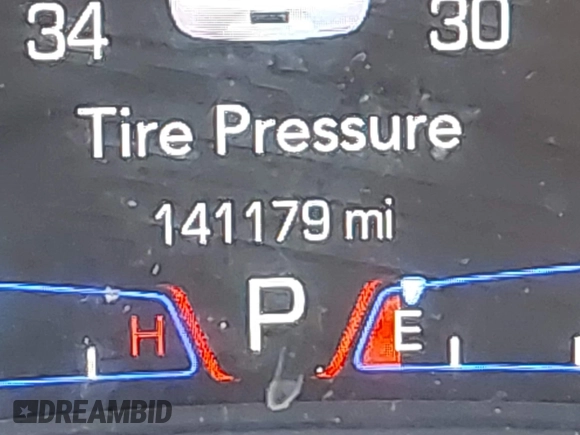 34 30
Tire Pressure
141179 mi
H P E
DREAMBID